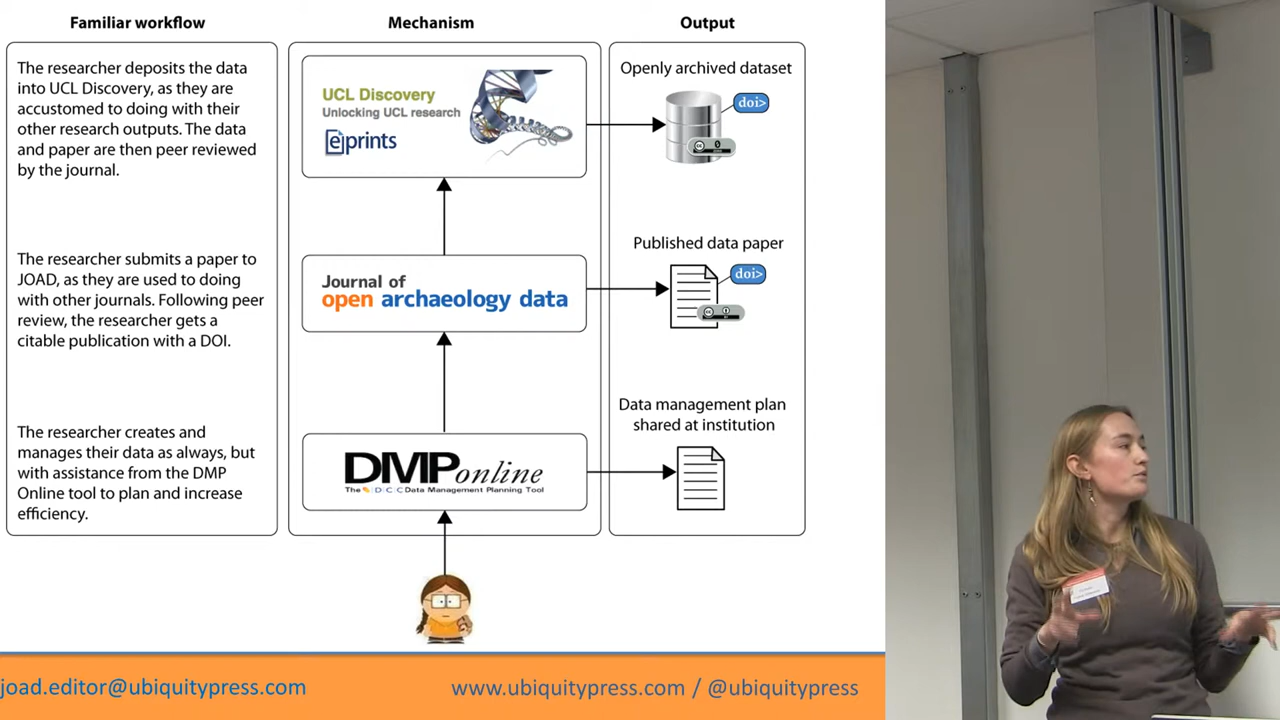 Familiar workflow
Mechanism
Output
The researcher deposits the data
into UCL Discovery, as they are
accustomed to doing with their
other research outputs. The data
and paper are then peer reviewed
by the journal.
UCL Discovery
Unlocking UCL research
eprints
Openly archived dataset
doi>
The researcher submits a paper to
JOAD, as they are used to doing
with other journals. Following peer
review, the researcher gets a
citable publication with a DOI.
Journal of
open archaeology data
Published data paper
doi>
The researcher creates and
manages their data as always, but
with assistance from the DMP
Online tool to plan and increase
efficiency.
DMPonline
The DCC Data Management Planning Tool
Data management plan
shared at institution
joad.editor@ubiquitypress.com
www.ubiquitypress.com / @ubiquitypress